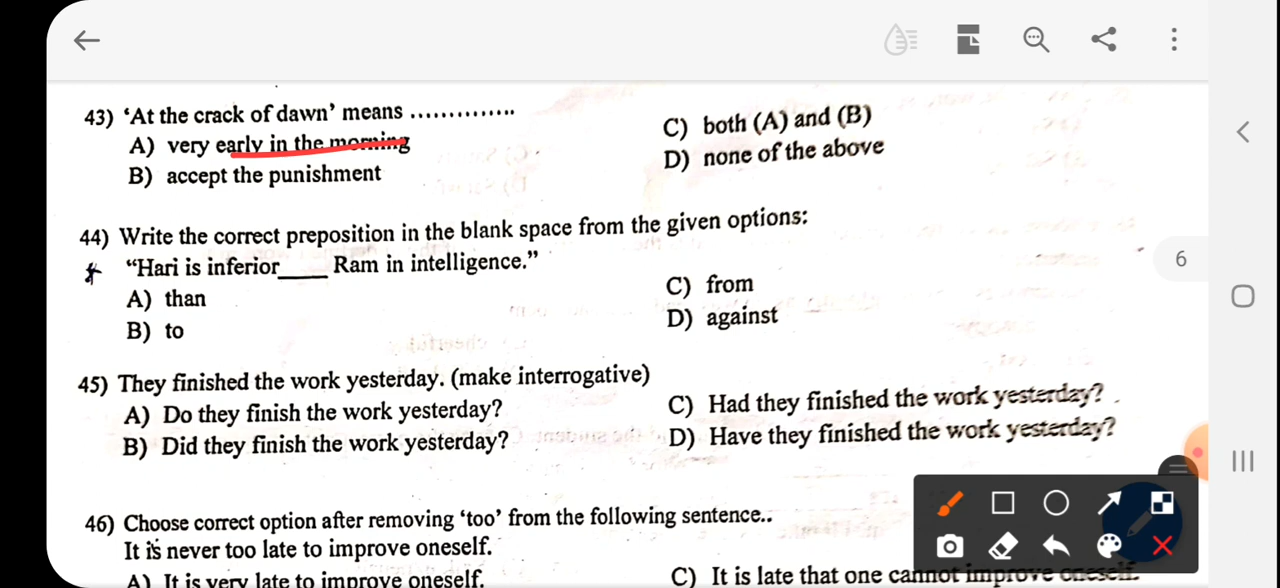 43) ‘At the crack of dawn’ means ..............
A) very early in the morning
B) accept the punishment
C) both (A) and (B)
D) none of the above
44) Write the correct preposition in the blank space from the given options:
“Hari is inferior____ Ram in intelligence.”
A) than
B) to
C) from
D) against
6
45) They finished the work yesterday. (make interrogative)
A) Do they finish the work yesterday?
B) Did they finish the work yesterday?
C) Had they finished the work yesterday?
D) Have they finished the work yesterday?
46) Choose correct option after removing ‘too’ from the following sentence..
It is never too late to improve oneself.
A) It is very late to improve oneself.
C) It is late that one cannot improve oneself.